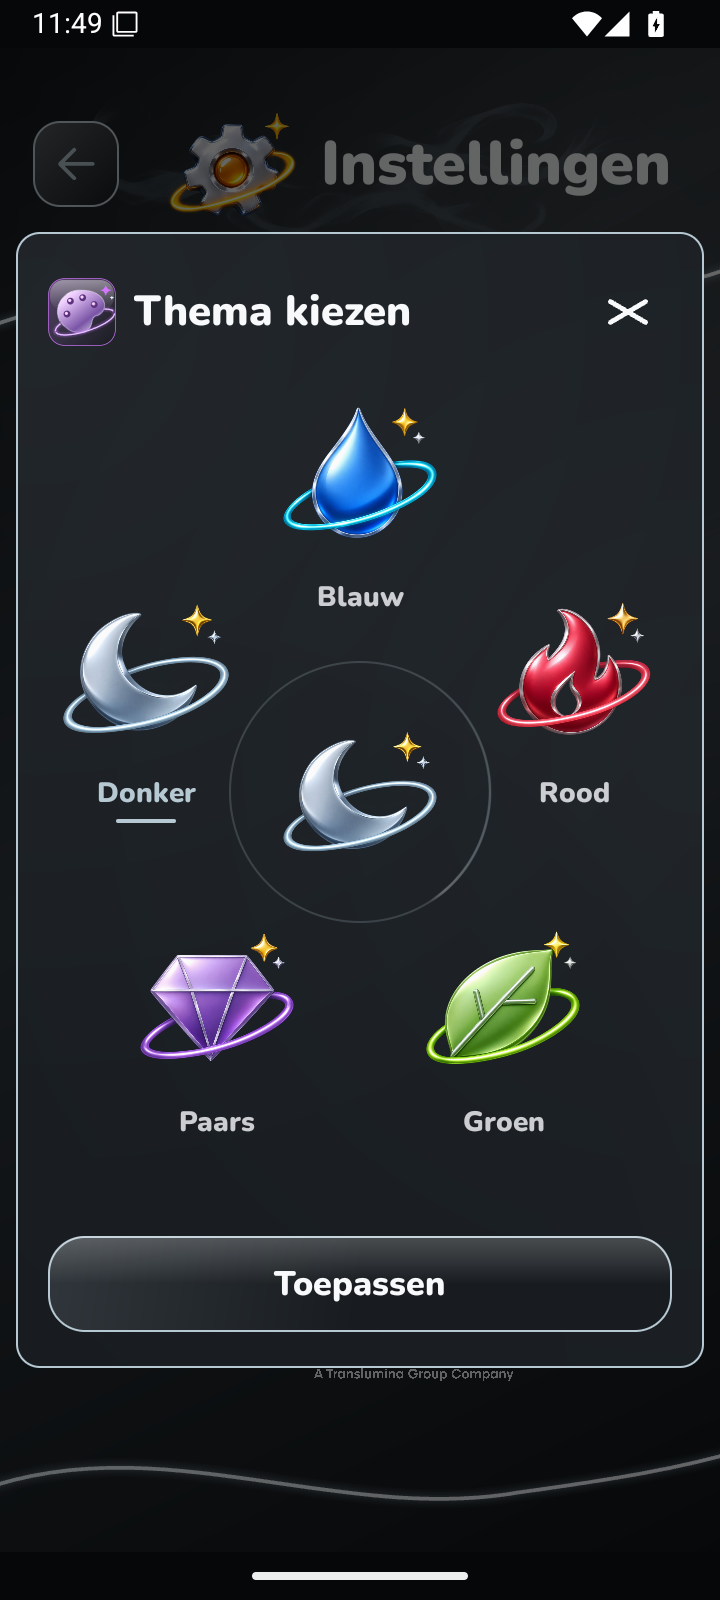 11:49
Instellingen
Thema kiezen
Blauw
Donker
Rood
Paars
Groen
Toepassen
A Translumina Group Company